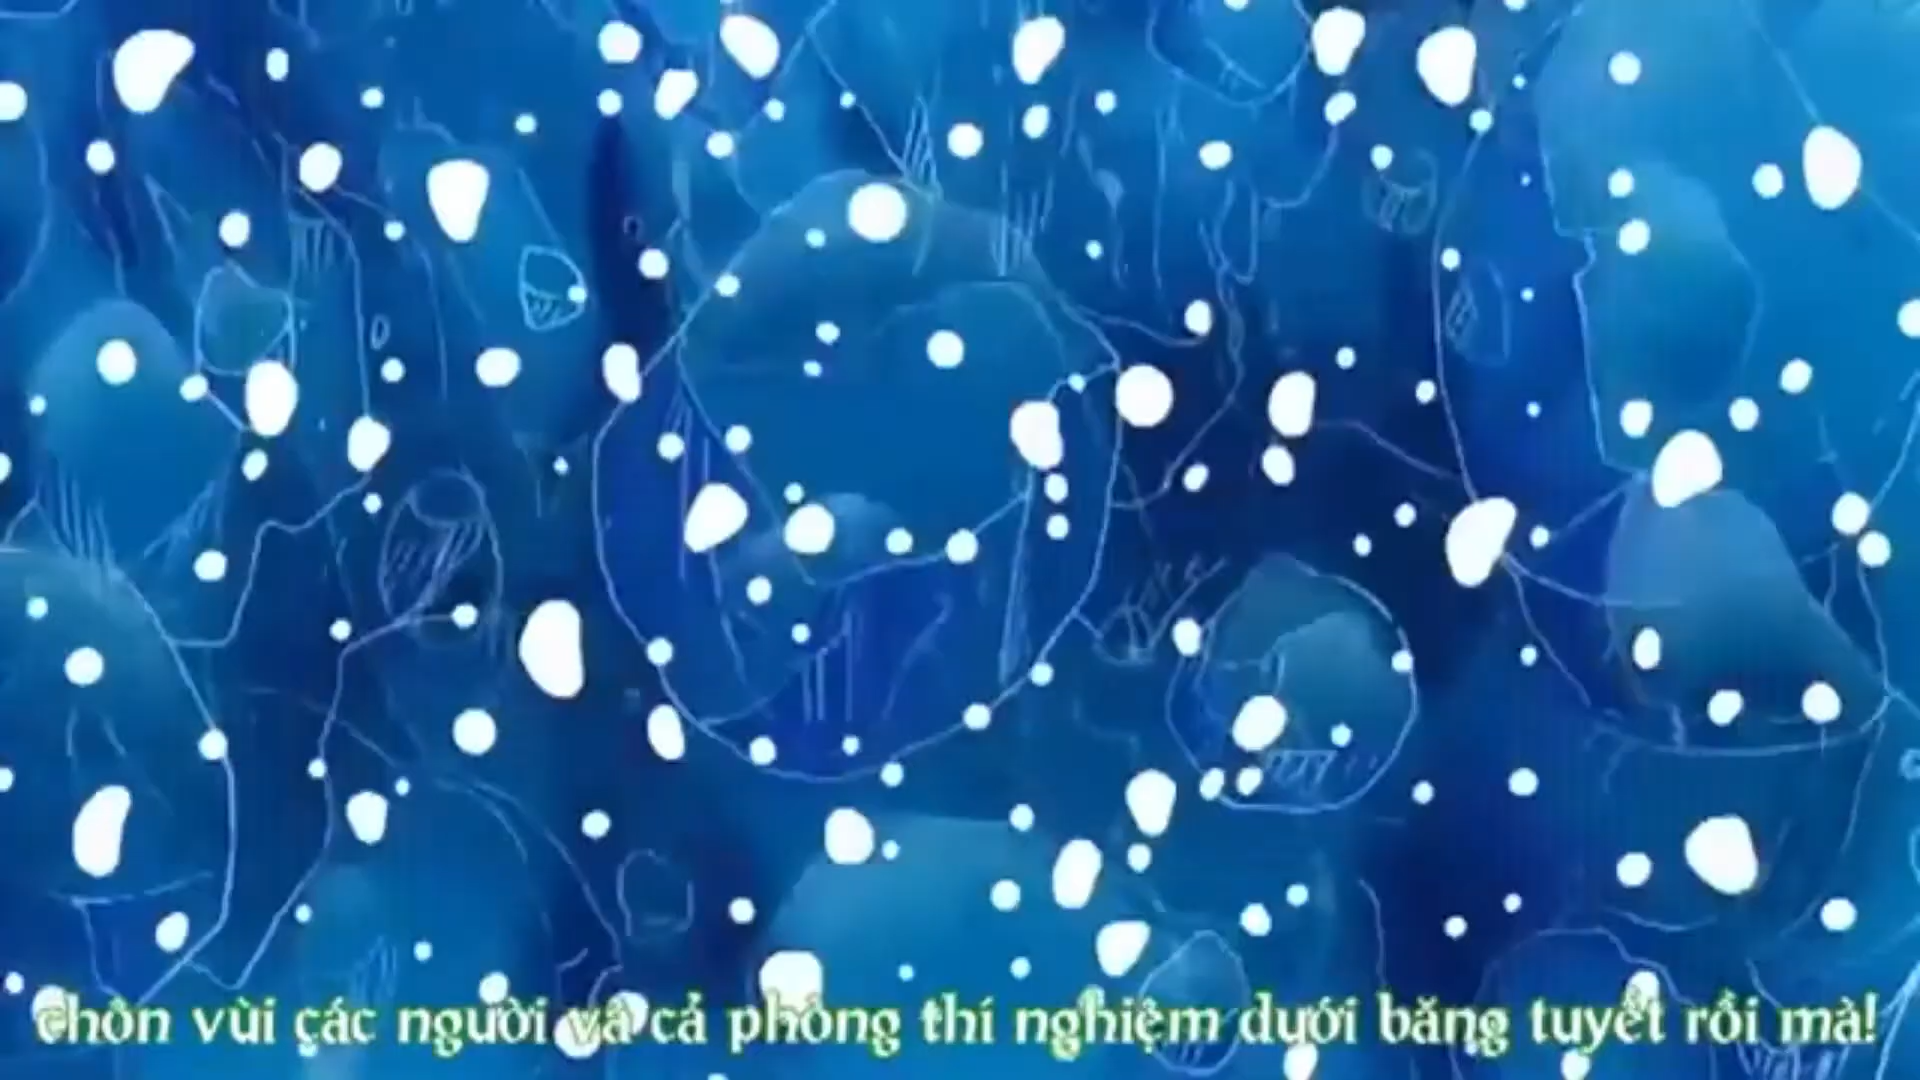 chôn vùi các người và cả phòng thí nghiệm dưới băng tuyết rồi mà!